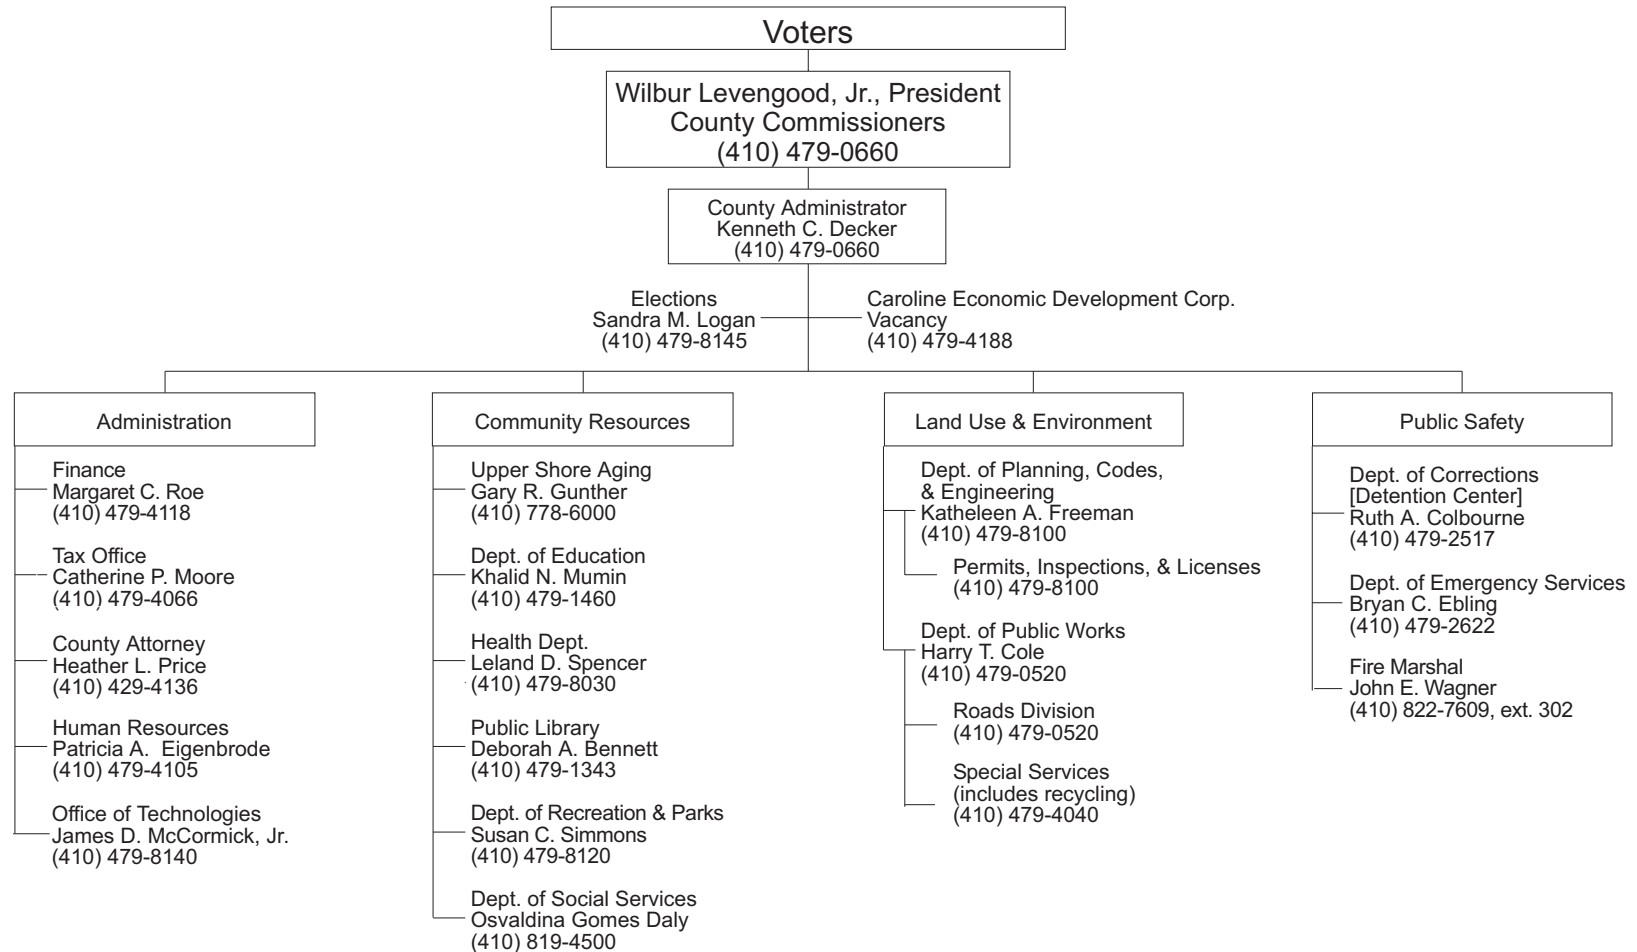 Voters
Wilbur Levengood, Jr., President
County Commissioners
(410) 479-0660
County Administrator
Kenneth C. Decker
(410) 479-0660
Elections
Sandra M. Logan
(410) 479-8145
Caroline Economic Development Corp.
Vacancy
(410) 479-4188
Administration
Finance
Margaret C. Roe
(410) 479-4118
Tax Office
Catherine P. Moore
(410) 479-4066
County Attorney
Heather L. Price
(410) 429-4136
Human Resources
Patricia A. Eigenbrode
(410) 479-4105
Office of Technologies
James D. McCormick, Jr.
(410) 479-8140
Community Resources
Upper Shore Aging
Gary R. Gunther
(410) 778-6000
Dept. of Education
Khalid N. Mumin
(410) 479-1460
Health Dept.
Leland D. Spencer
(410) 479-8030
Public Library
Deborah A. Bennett
(410) 479-1343
Dept. of Recreation & Parks
Susan C. Simmons
(410) 479-8120
Dept. of Social Services
Osvaldina Gomes Daly
(410) 819-4500
Land Use & Environment
Dept. of Planning, Codes,
& Engineering
Katheleen A. Freeman
(410) 479-8100
Permits, Inspections, & Licenses
(410) 479-8100
Dept. of Public Works
Harry T. Cole
(410) 479-0520
Roads Division
(410) 479-0520
Special Services
(includes recycling)
(410) 479-4040
Public Safety
Dept. of Corrections
[Detention Center]
Ruth A. Colbourne
(410) 479-2517
Dept. of Emergency Services
Bryan C. Ebling
(410) 479-2622
Fire Marshal
John E. Wagner
(410) 822-7609, ext. 302